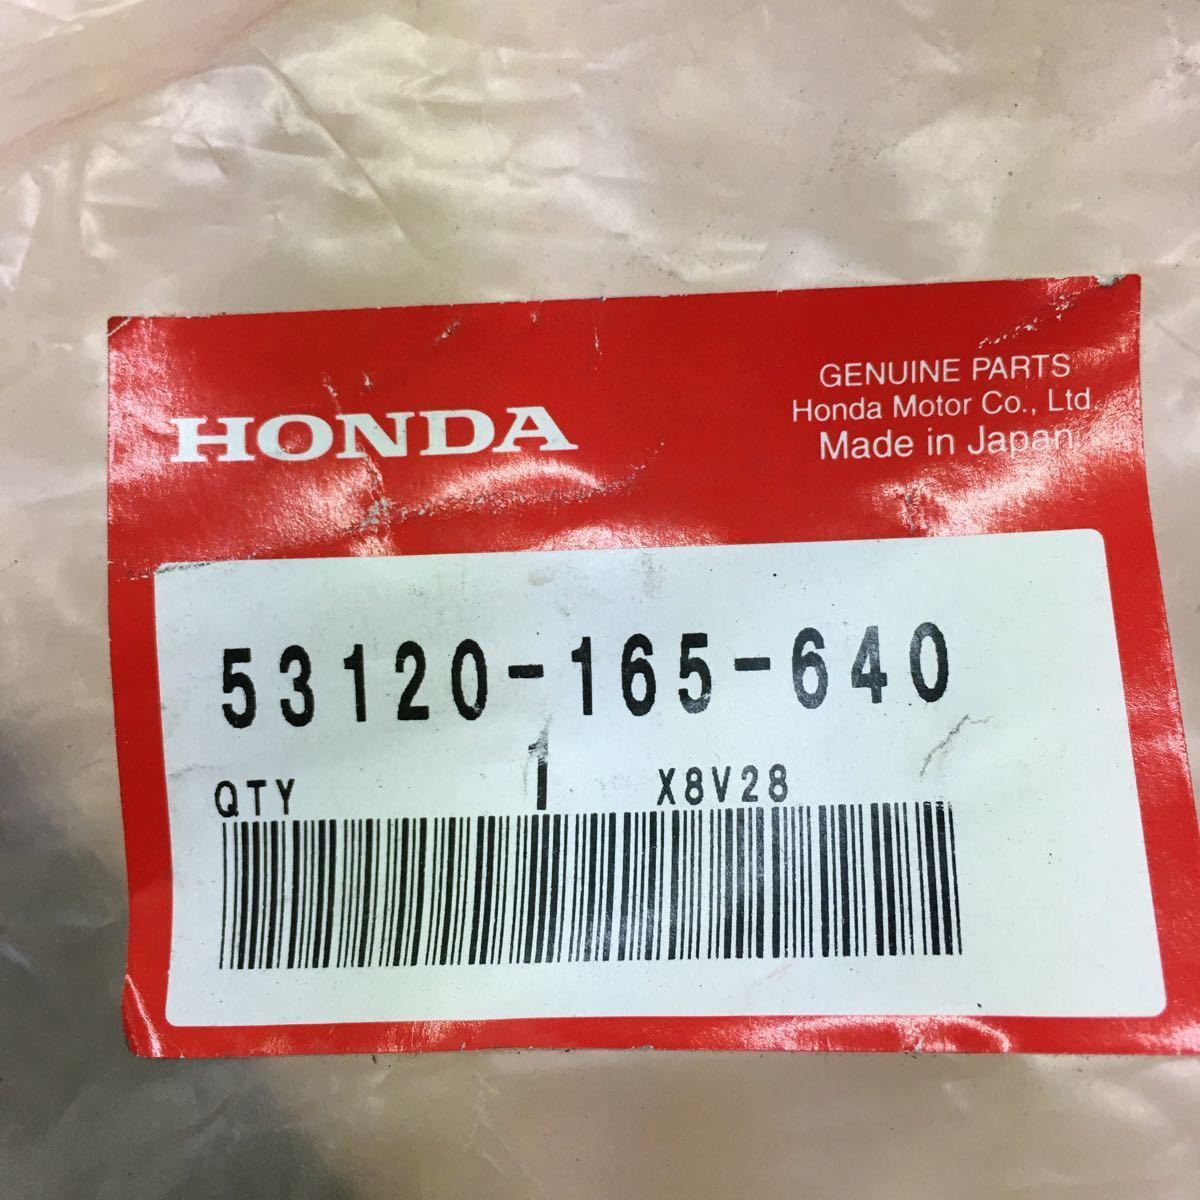 HONDA
GENUINE PARTS
Honda Motor Co., Ltd.
Made in Japan.
53120-165-640
QTY 1 X8V28